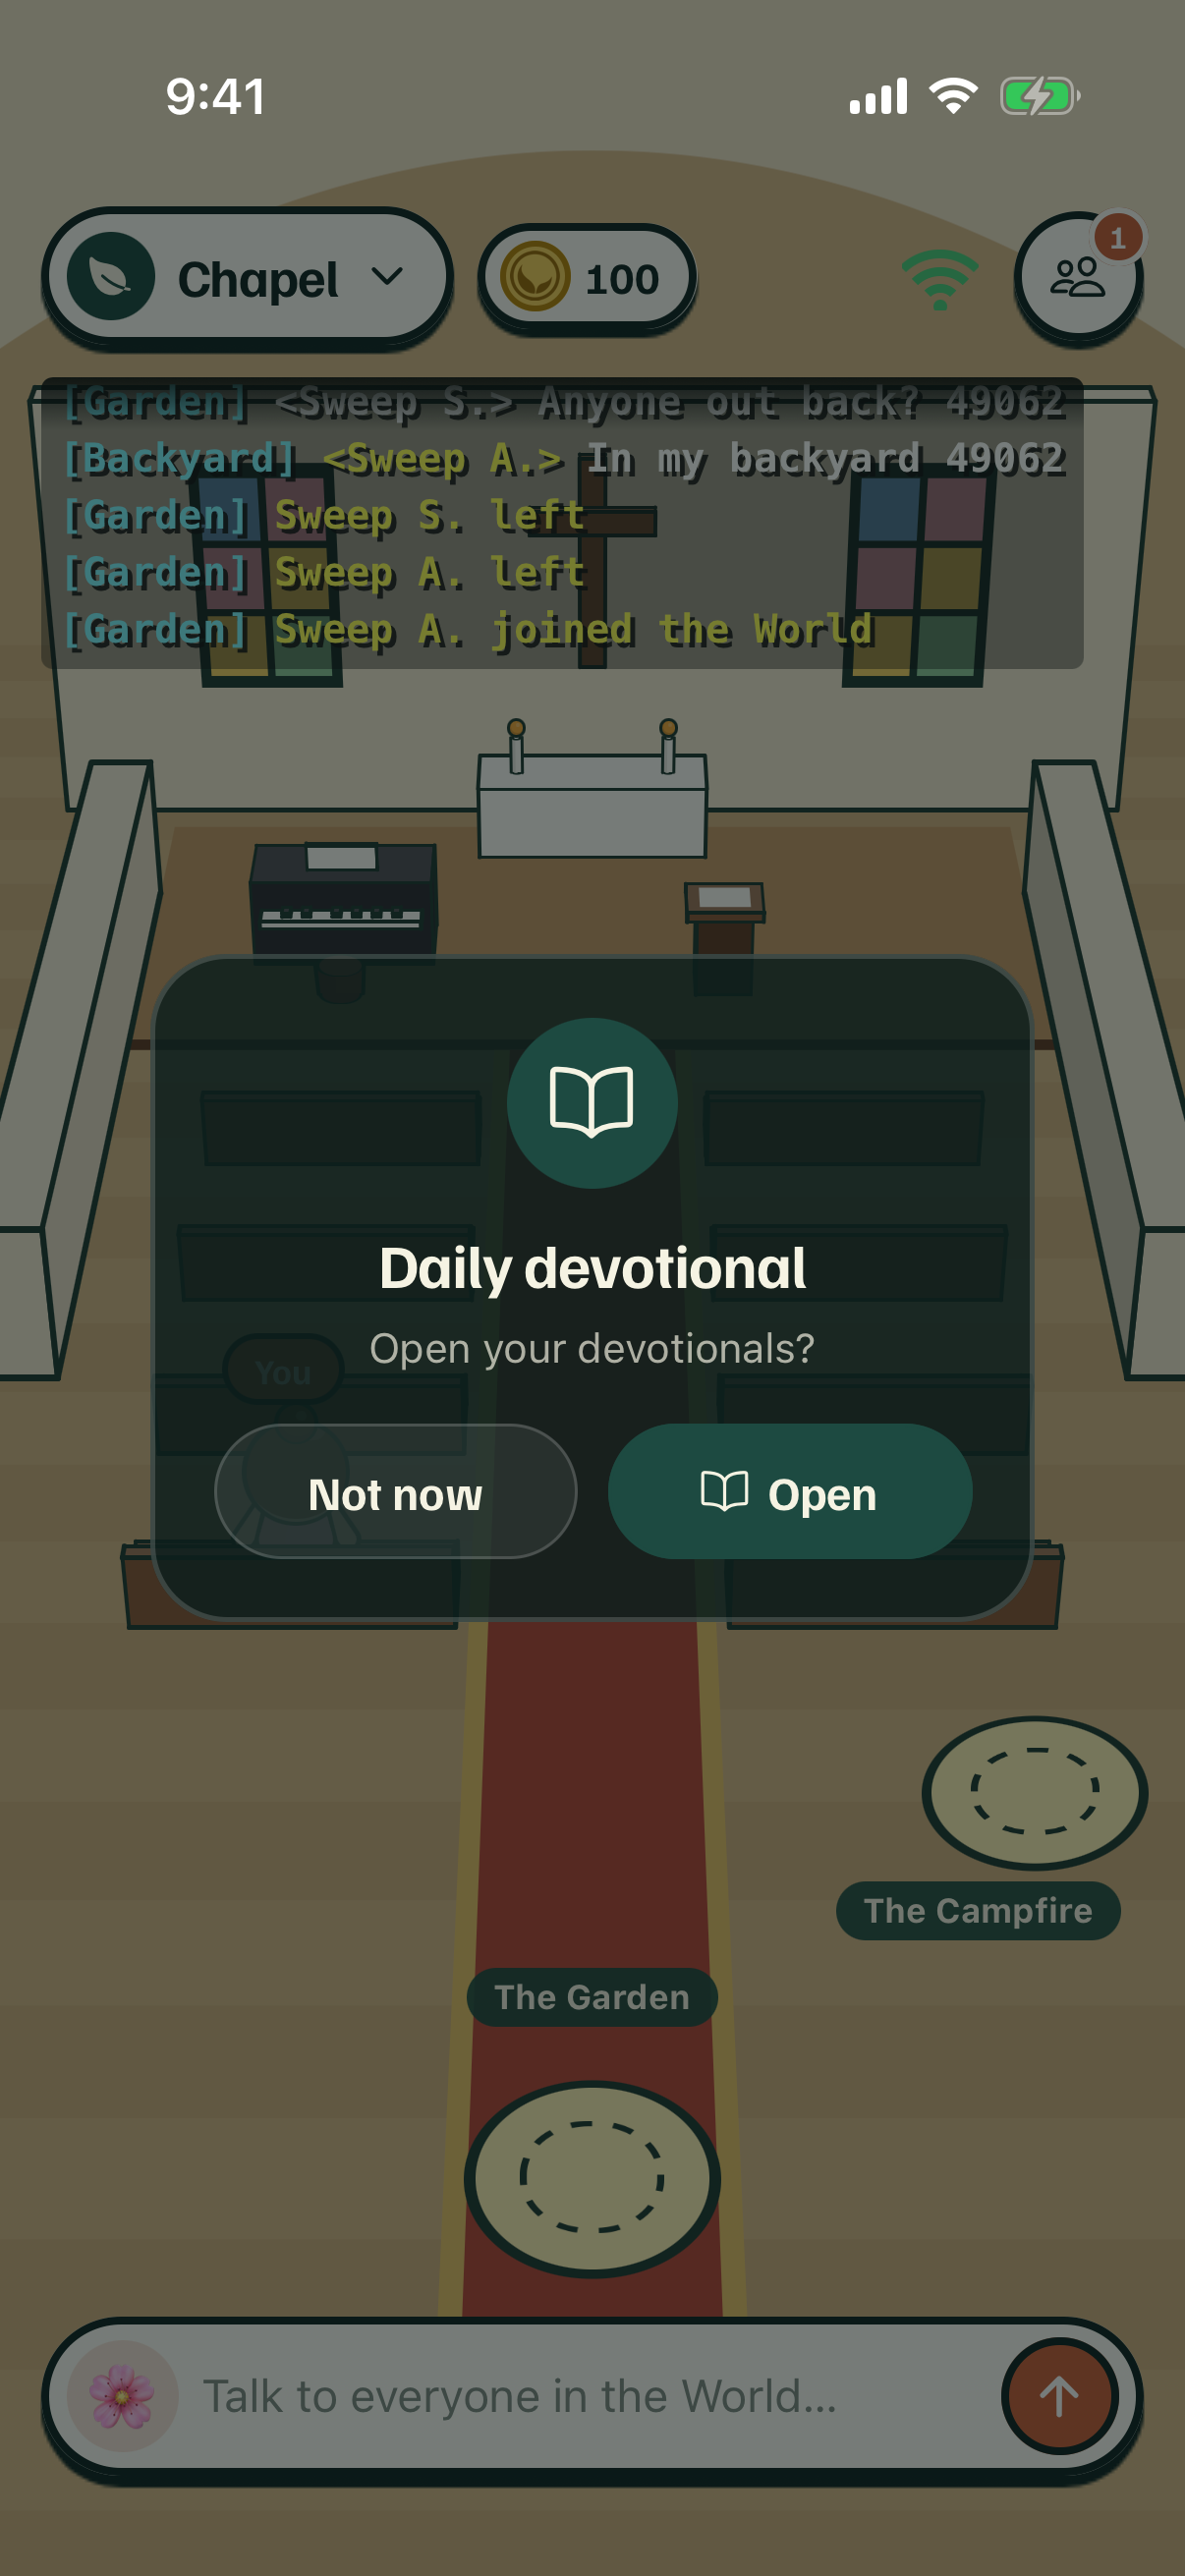 9:41
Chapel
100
1
[Garden] <Sweep S.> Anyone out back? 49062
[Backyard] <Sweep A.> In my backyard 49062
[Garden] Sweep S. left
[Garden] Sweep A. left
[Garden] Sweep A. joined the World
Daily devotional
Open your devotionals?
You
Not now
Open
The Campfire
The Garden
Talk to everyone in the World...